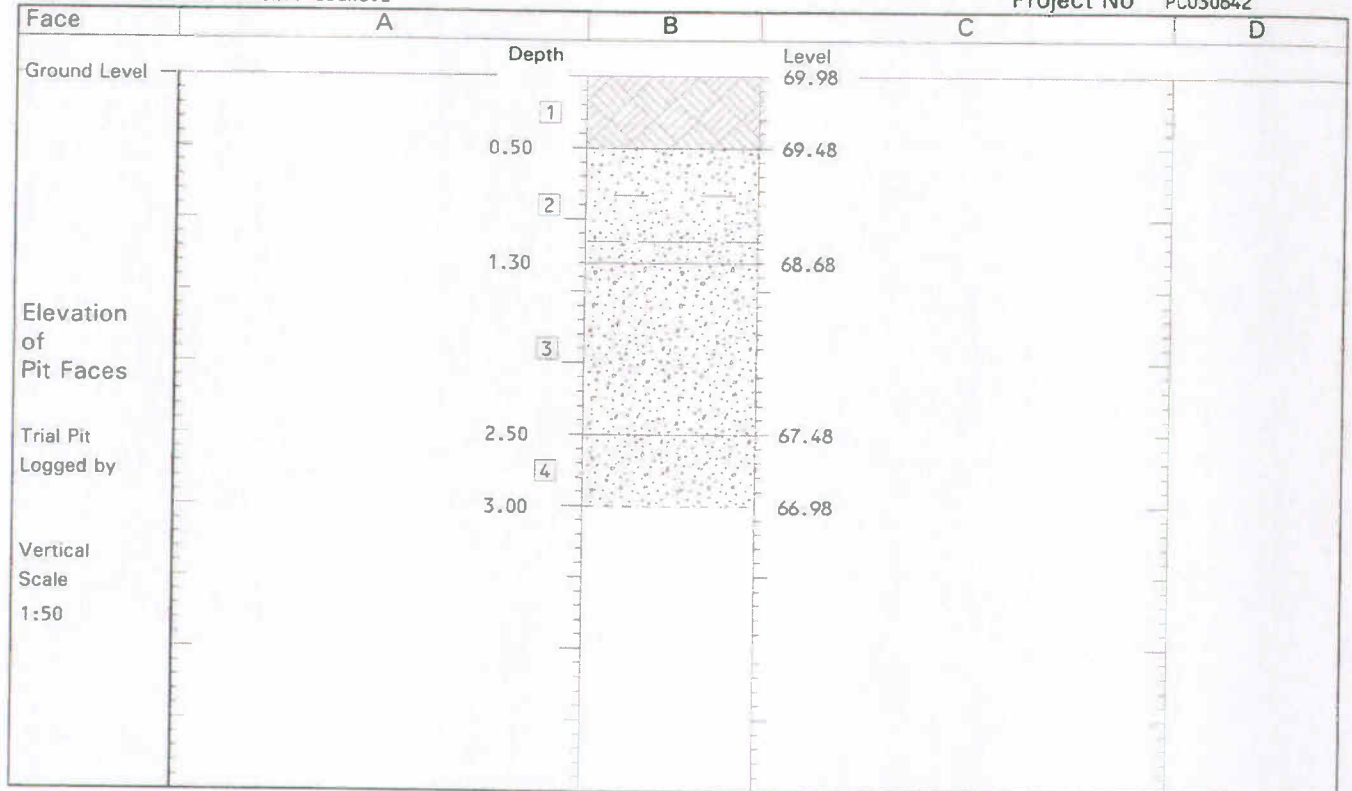 Project No PC030642
Face A B C D
Depth Level
Ground Level 69.98
1
0.50 69.48
2
1.30 68.68
Elevation
of
Pit Faces
3
Trial Pit
Logged by
2.50 67.48
4
3.00 66.98
Vertical
Scale
1:50